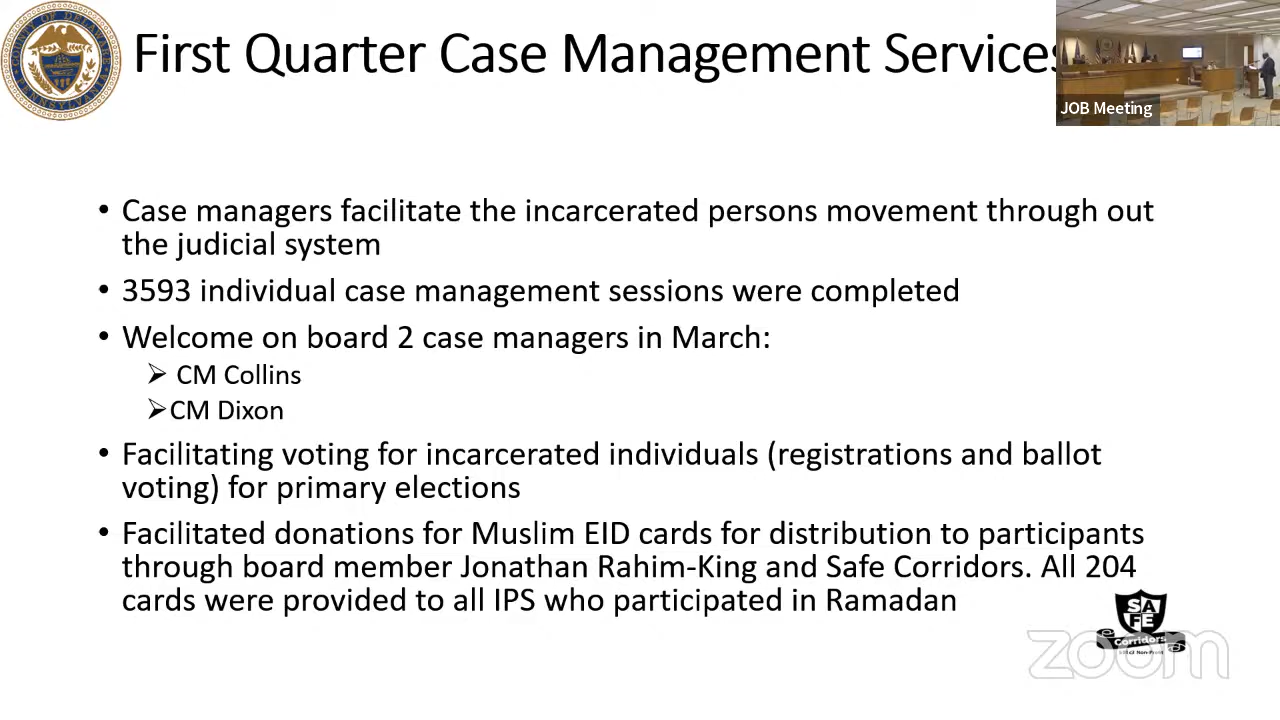 First Quarter Case Management Services
JOB Meeting
• Case managers facilitate the incarcerated persons movement through out
the judicial system
• 3593 individual case management sessions were completed
• Welcome on board 2 case managers in March:
➢ CM Collins
➢CM Dixon
• Facilitating voting for incarcerated individuals (registrations and ballot
voting) for primary elections
• Facilitated donations for Muslim EID cards for distribution to participants
through board member Jonathan Rahim-King and Safe Corridors. All 204
cards were provided to all IPS who participated in Ramadan
SA
FE
Corridors
zoom